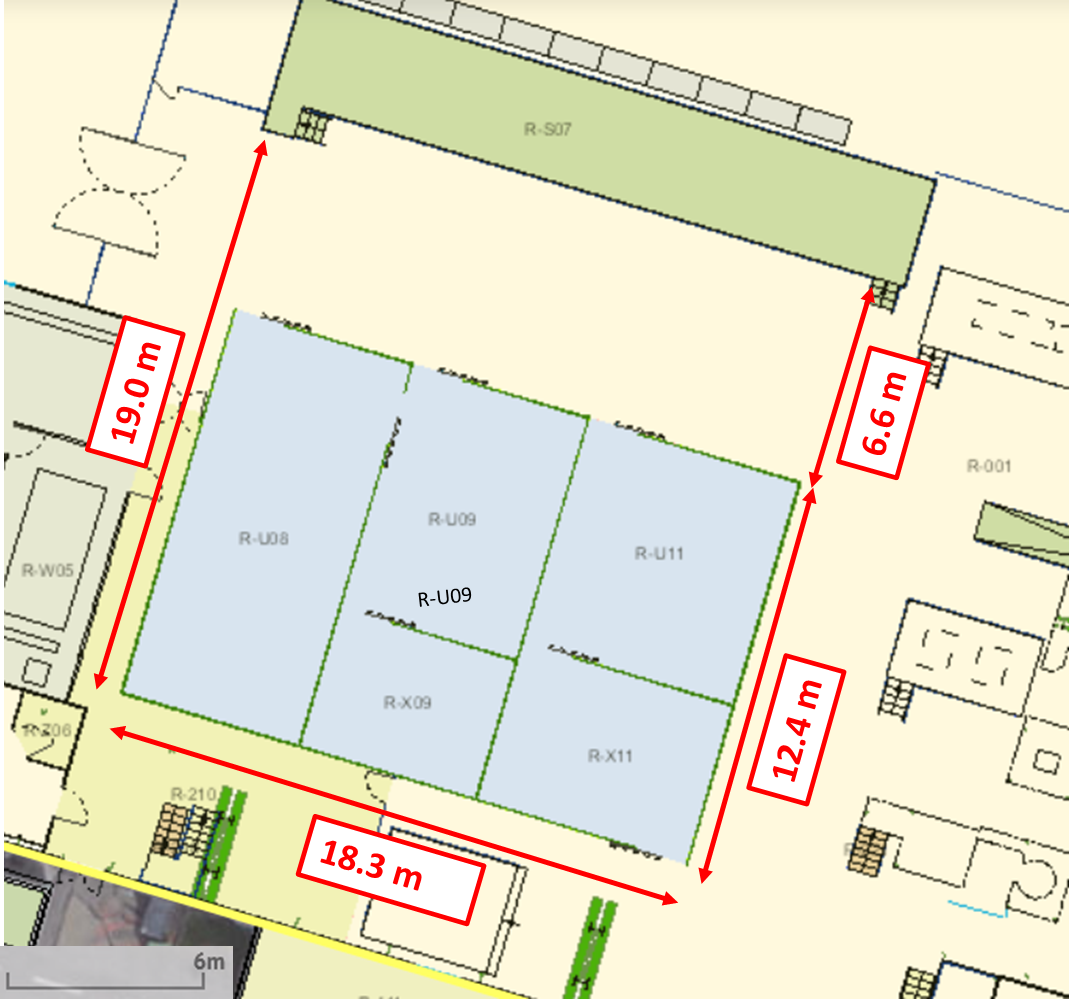 R-S07
19.0 m
6.6 m
R-001
R-U09
R-U08
R-U11
R-W05
R-U09
R-X09
12.4 m
R-Z06
R-X11
R-210
18.3 m
6m